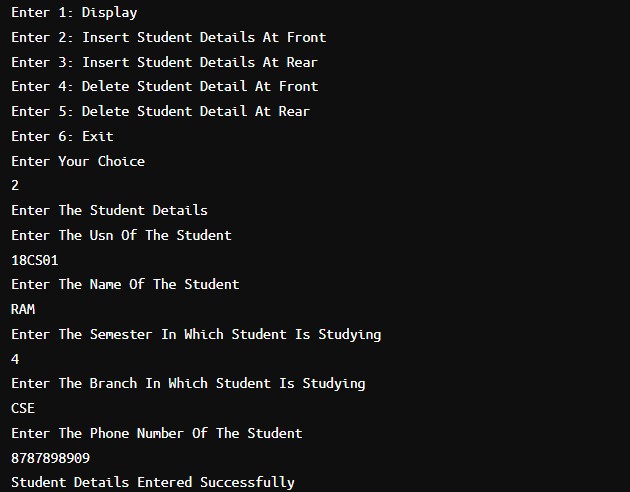 Enter 1: Display
Enter 2: Insert Student Details At Front
Enter 3: Insert Student Details At Rear
Enter 4: Delete Student Detail At Front
Enter 5: Delete Student Detail At Rear
Enter 6: Exit
Enter Your Choice
2
Enter The Student Details
Enter The Usn Of The Student
18CS01
Enter The Name Of The Student
RAM
Enter The Semester In Which Student Is Studying
4
Enter The Branch In Which Student Is Studying
CSE
Enter The Phone Number Of The Student
8787898909
Student Details Entered Successfully